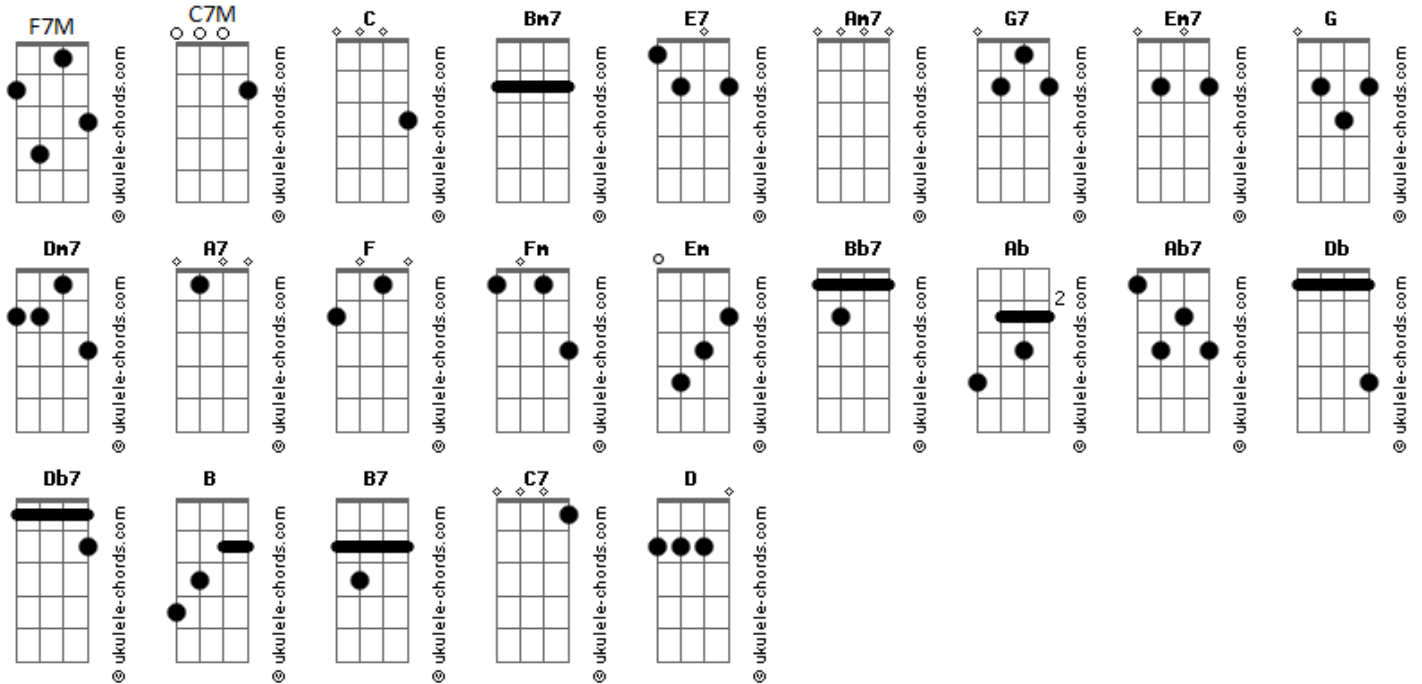 F7M C7M C Bm7 E7 Am7 G7 Em7 G
© ukulele-chords.com © ukulele-chords.com © ukulele-chords.com © ukulele-chords.com © ukulele-chords.com © ukulele-chords.com © ukulele-chords.com © ukulele-chords.com © ukulele-chords.com
Dm7 A7 F Fm Em Bb7 Ab Ab7 Db
2
© ukulele-chords.com © ukulele-chords.com © ukulele-chords.com © ukulele-chords.com © ukulele-chords.com © ukulele-chords.com © ukulele-chords.com © ukulele-chords.com © ukulele-chords.com
Db7 B B7 C7 D
© ukulele-chords.com © ukulele-chords.com © ukulele-chords.com © ukulele-chords.com © ukulele-chords.com